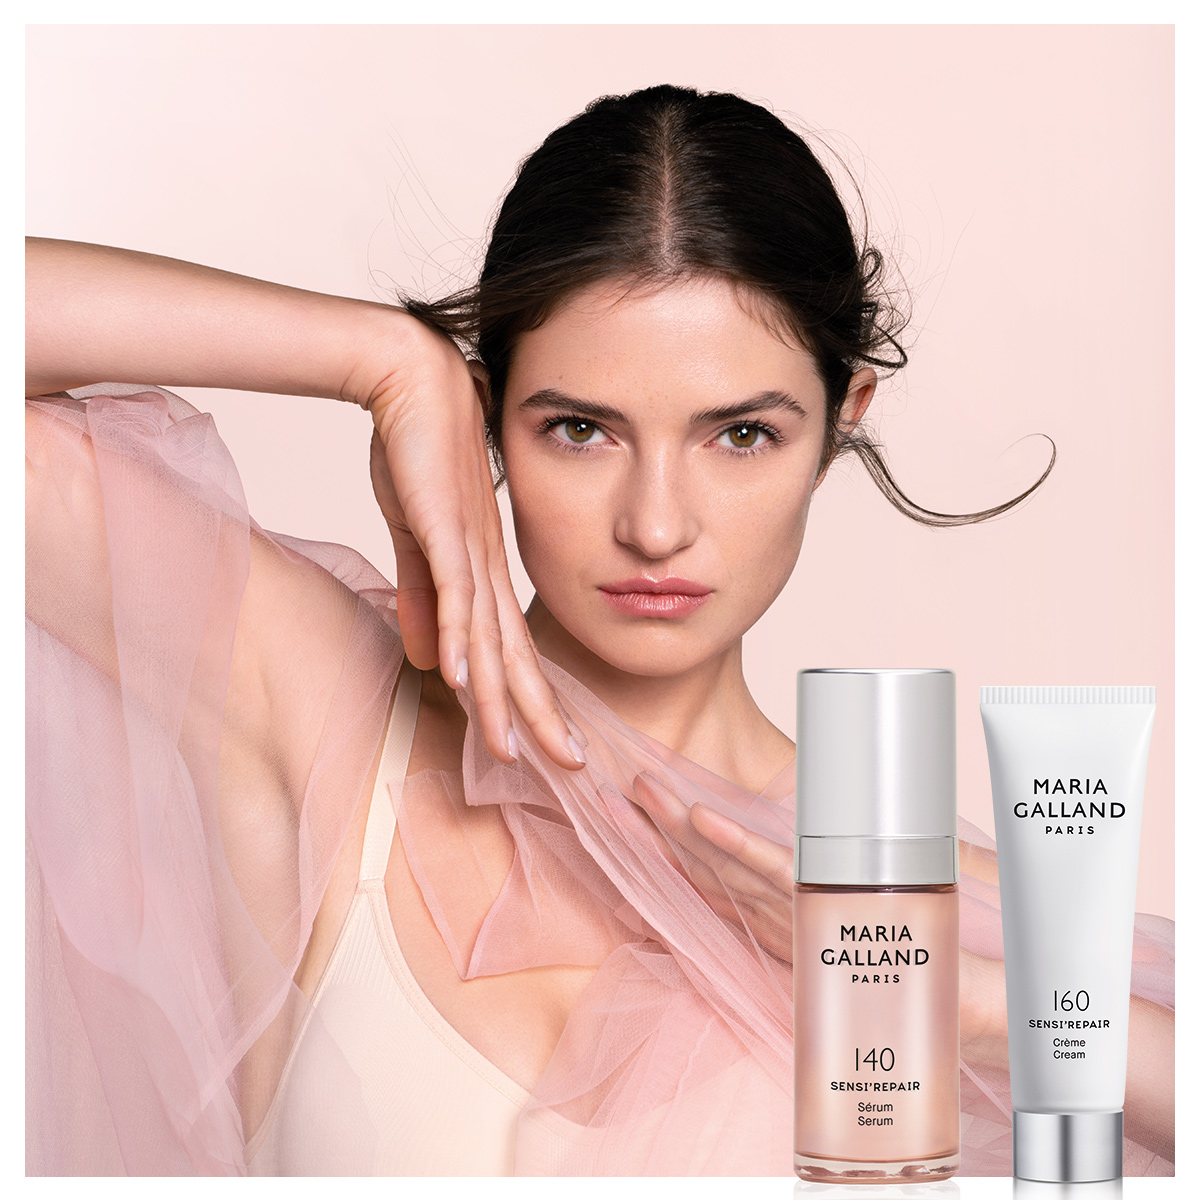 MARIA
GALLAND
PARIS
140
SENSI'REPAIR
Sérum
Serum
MARIA
GALLAND
PARIS
160
SENSI'REPAIR
Crème
Cream